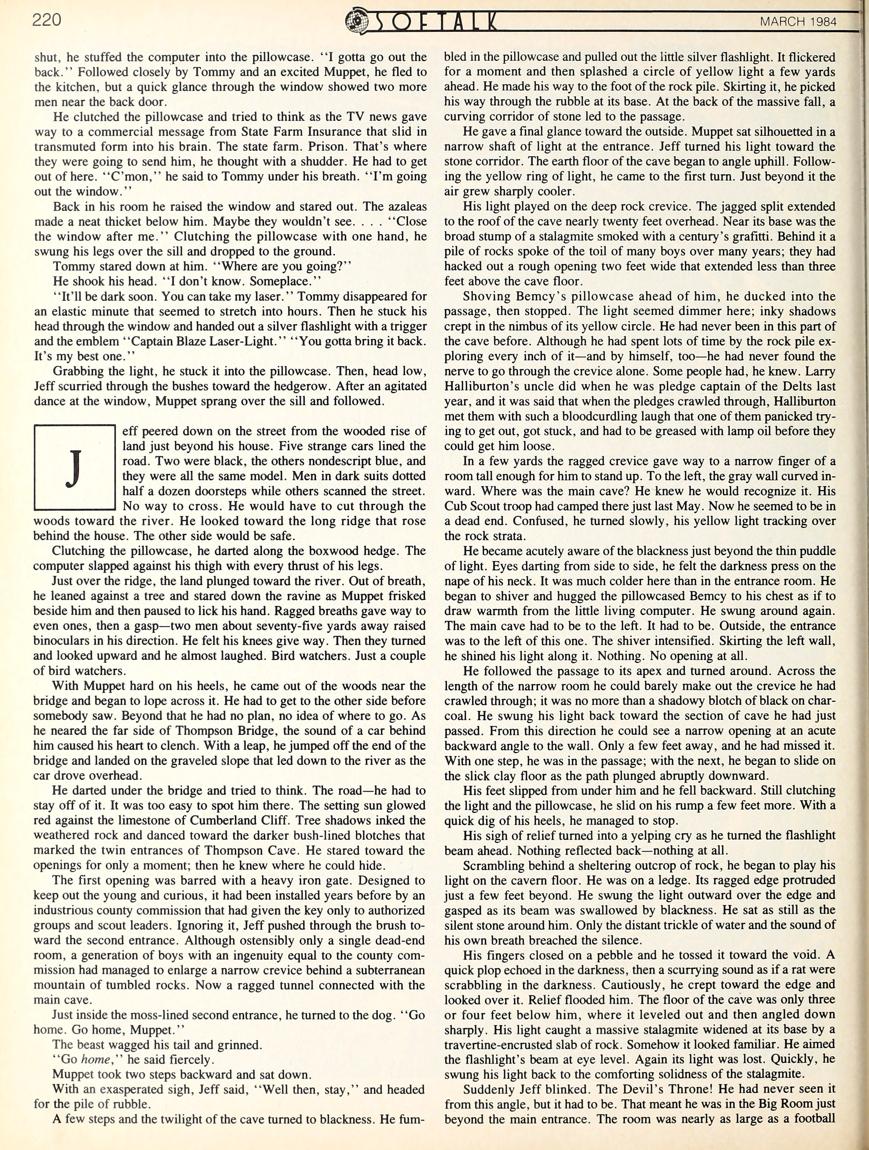 220
SOFTALK
MARCH 1984
shut, he stuffed the computer into the pillowcase. "I gotta go out the
back." Followed closely by Tommy and an excited Muppet, he fled to
the kitchen, but a quick glance through the window showed two more
men near the back door.
He clutched the pillowcase and tried to think as the TV news gave
way to a commercial message from State Farm Insurance that slid in
transmuted form into his brain. The state farm. Prison. That's where
they were going to send him, he thought with a shudder. He had to get
out of here. "C'mon," he said to Tommy under his breath. "I'm going
out the window."
Back in his room he raised the window and stared out. The azaleas
made a neat thicket below him. Maybe they wouldn't see. . . . "Close
the window after me." Clutching the pillowcase with one hand, he
swung his legs over the sill and dropped to the ground.
Tommy stared down at him. "Where are you going?"
He shook his head. "I don't know. Someplace."
"It'll be dark soon. You can take my laser." Tommy disappeared for
an elastic minute that seemed to stretch into hours. Then he stuck his
head through the window and handed out a silver flashlight with a trigger
and the emblem "Captain Blaze Laser-Light." "You gotta bring it back.
It's my best one."
Grabbing the light, he stuck it into the pillowcase. Then, head low,
Jeff scurried through the bushes toward the hedgerow. After an agitated
dance at the window, Muppet sprang over the sill and followed.
J
eff peered down on the street from the wooded rise of
land just beyond his house. Five strange cars lined the
road. Two were black, the others nondescript blue, and
they were all the same model. Men in dark suits dotted
half a dozen doorsteps while others scanned the street.
No way to cross. He would have to cut through the
woods toward the river. He looked toward the long ridge that rose
behind the house. The other side would be safe.
Clutching the pillowcase, he darted along the boxwood hedge. The
computer slapped against his thigh with every thrust of his legs.
Just over the ridge, the land plunged toward the river. Out of breath,
he leaned against a tree and stared down the ravine as Muppet frisked
beside him and then paused to lick his hand. Ragged breaths gave way to
even ones, then a gasp—two men about seventy-five yards away raised
binoculars in his direction. He felt his knees give way. Then they turned
and looked upward and he almost laughed. Bird watchers. Just a couple
of bird watchers.
With Muppet hard on his heels, he came out of the woods near the
bridge and began to lope across it. He had to get to the other side before
somebody saw. Beyond that he had no plan, no idea of where to go. As
he neared the far side of Thompson Bridge, the sound of a car behind
him caused his heart to clench. With a leap, he jumped off the end of the
bridge and landed on the graveled slope that led down to the river as the
car drove overhead.
He darted under the bridge and tried to think. The road—he had to
stay off of it. It was too easy to spot him there. The setting sun glowed
red against the limestone of Cumberland Cliff. Tree shadows inked the
weathered rock and danced toward the darker bush-lined blotches that
marked the twin entrances of Thompson Cave. He stared toward the
openings for only a moment; then he knew where he could hide.
The first opening was barred with a heavy iron gate. Designed to
keep out the young and curious, it had been installed years before by an
industrious county commission that had given the key only to authorized
groups and scout leaders. Ignoring it, Jeff pushed through the brush to-
ward the second entrance. Although ostensibly only a single dead-end
room, a generation of boys with an ingenuity equal to the county com-
mission had managed to enlarge a narrow crevice behind a subterranean
mountain of tumbled rocks. Now a ragged tunnel connected with the
main cave.
Just inside the moss-lined second entrance, he turned to the dog. "Go
home. Go home, Muppet."
The beast wagged his tail and grinned.
"Go home," he said fiercely.
Muppet took two steps backward and sat down.
With an exasperated sigh, Jeff said, "Well then, stay," and headed
for the pile of rubble.
A few steps and the twilight of the cave turned to blackness. He fum-
bled in the pillowcase and pulled out the little silver flashlight. It flickered
for a moment and then splashed a circle of yellow light a few yards
ahead. He made his way to the foot of the rock pile. Skirting it, he picked
his way through the rubble at its base. At the back of the massive fall, a
curving corridor of stone led to the passage.
He gave a final glance toward the outside. Muppet sat silhouetted in a
narrow shaft of light at the entrance. Jeff turned his light toward the
stone corridor. The earth floor of the cave began to angle uphill. Follow-
ing the yellow ring of light, he came to the first turn. Just beyond it the
air grew sharply cooler.
His light played on the deep rock crevice. The jagged split extended
to the roof of the cave nearly twenty feet overhead. Near its base was the
broad stump of a stalagmite smoked with a century's grafitti. Behind it a
pile of rocks spoke of the toil of many boys over many years; they had
hacked out a rough opening two feet wide that extended less than three
feet above the cave floor.
Shoving Bemcy's pillowcase ahead of him, he ducked into the
passage, then stopped. The light seemed dimmer here; inky shadows
crept in the nimbus of its yellow circle. He had never been in this part of
the cave before. Although he had spent lots of time by the rock pile ex-
ploring every inch of it—and by himself, too—he had never found the
nerve to go through the crevice alone. Some people had, he knew. Larry
Halliburton's uncle did when he was pledge captain of the Delts last
year, and it was said that when the pledges crawled through, Halliburton
met them with such a bloodcurdling laugh that one of them panicked try-
ing to get out, got stuck, and had to be greased with lamp oil before they
could get him loose.
In a few yards the ragged crevice gave way to a narrow finger of a
room tall enough for him to stand up. To the left, the gray wall curved in-
ward. Where was the main cave? He knew he would recognize it. His
Cub Scout troop had camped there just last May. Now he seemed to be in
a dead end. Confused, he turned slowly, his yellow light tracking over
the rock strata.
He became acutely aware of the blackness just beyond the thin puddle
of light. Eyes darting from side to side, he felt the darkness press on the
nape of his neck. It was much colder here than in the entrance room. He
began to shiver and hugged the pillowcased Bemcy to his chest as if to
draw warmth from the little living computer. He swung around again.
The main cave had to be to the left. It had to be. Outside, the entrance
was to the left of this one. The shiver intensified. Skirting the left wall,
he shined his light along it. Nothing. No opening at all.
He followed the passage to its apex and turned around. Across the
length of the narrow room he could barely make out the crevice he had
crawled through; it was no more than a shadowy blotch of black on char-
coal. He swung his light back toward the section of cave he had just
passed. From this direction he could see a narrow opening at an acute
backward angle to the wall. Only a few feet away, and he had missed it.
With one step, he was in the passage; with the next, he began to slide on
the slick clay floor as the path plunged abruptly downward.
His feet slipped from under him and he fell backward. Still clutching
the light and the pillowcase, he slid on his rump a few feet more. With a
quick dig of his heels, he managed to stop.
His sigh of relief turned into a yelping cry as he turned the flashlight
beam ahead. Nothing reflected back—nothing at all.
Scrambling behind a sheltering outcrop of rock, he began to play his
light on the cavern floor. He was on a ledge. Its ragged edge protruded
just a few feet beyond. He swung the light outward over the edge and
gasped as its beam was swallowed by blackness. He sat as still as the
silent stone around him. Only the distant trickle of water and the sound of
his own breath breached the silence.
His fingers closed on a pebble and he tossed it toward the void. A
quick plop echoed in the darkness, then a scurrying sound as if a rat were
scrabbling in the darkness. Cautiously, he crept toward the edge and
looked over it. Relief flooded him. The floor of the cave was only three
or four feet below him, where it leveled out and then angled down
sharply. His light caught a massive stalagmite widened at its base by a
travertine-encrusted slab of rock. Somehow it looked familiar. He aimed
the flashlight's beam at eye level. Again its light was lost. Quickly, he
swung his light back to the comforting solidness of the stalagmite.
Suddenly Jeff blinked. The Devil's Throne! He had never seen it
from this angle, but it had to be. That meant he was in the Big Room just
beyond the main entrance. The room was nearly as large as a football